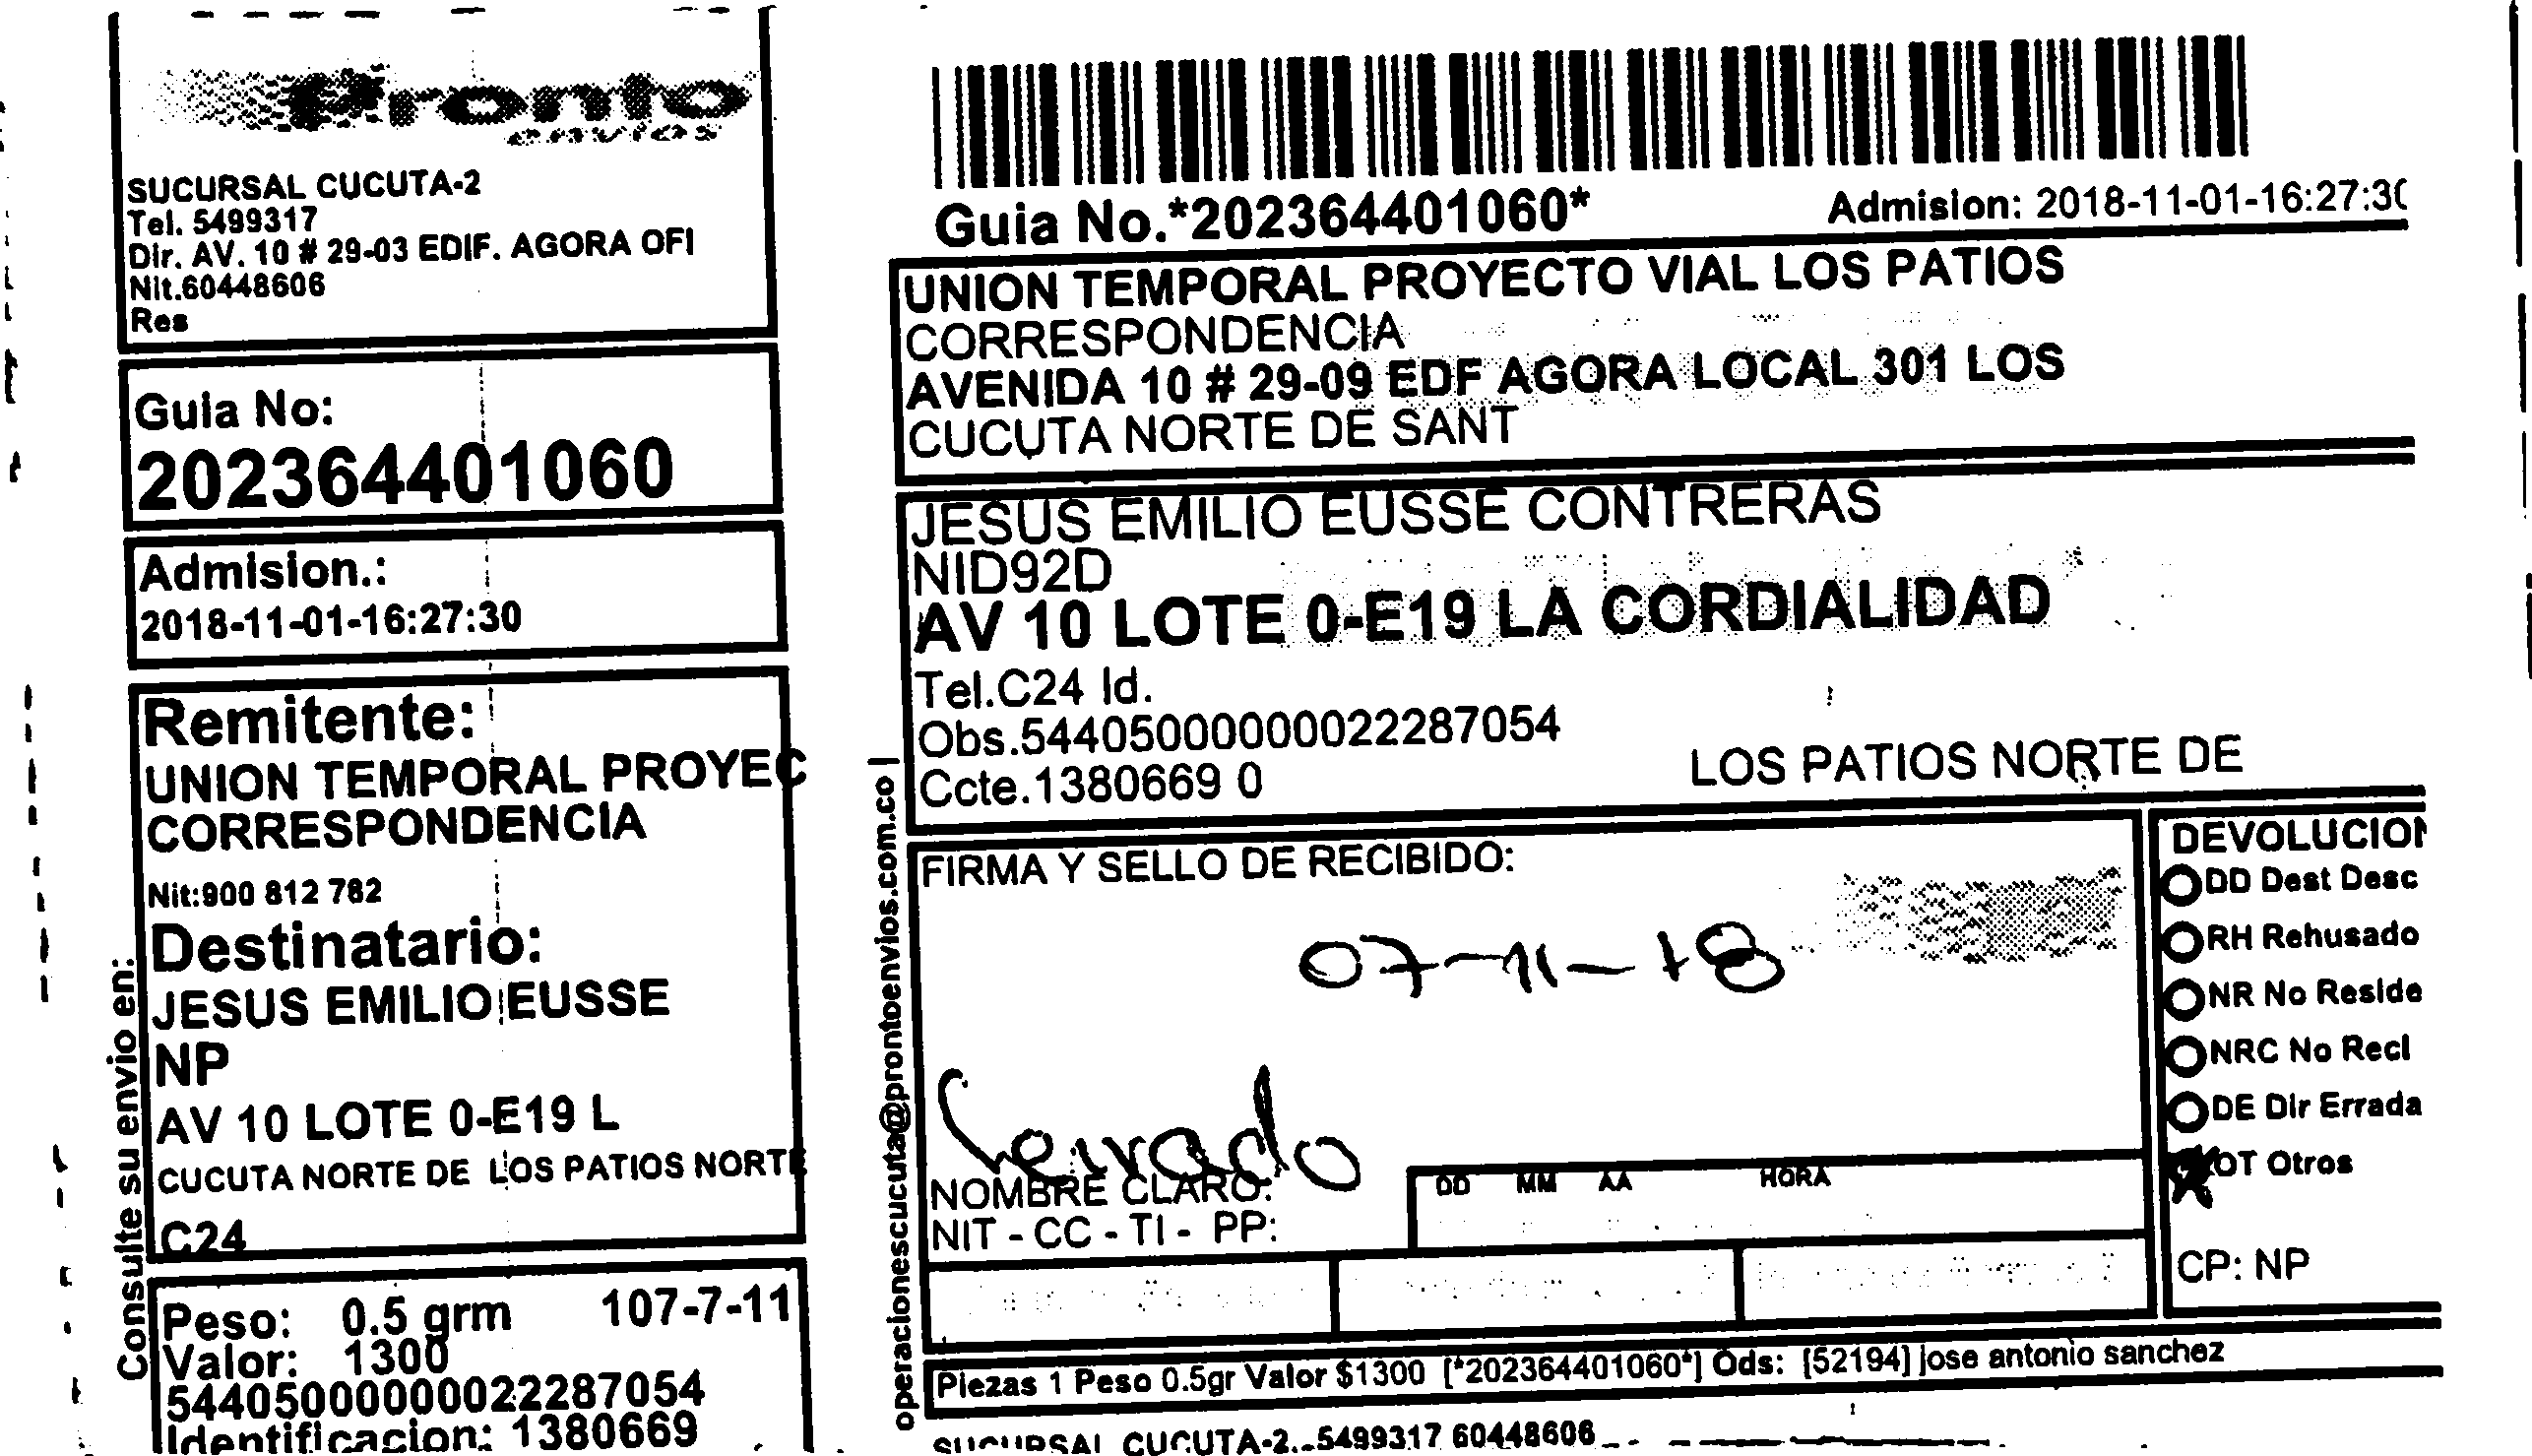 Pronto
envios
SUCURSAL CUCUTA-2
Tel. 5499317
Dir. AV. 10 # 29-03 EDIF. AGORA OFI
Nit.60448606
Res
Guia No:
202364401060
Admision.:
2018-11-01-16:27:30
Remitente:
UNION TEMPORAL PROYEC
CORRESPONDENCIA
Nit:900 812 782
Destinatario:
JESUS EMILIO EUSSE
NP
AV 10 LOTE 0-E19 L
CUCUTA NORTE DE LOS PATIOS NORTE
C24
Peso: 0.5 grm 107-7-11
Valor: 1300
544050000000022287054
Identificacion: 1380669
Consulte su envio en:
Guia No.*202364401060* Admision: 2018-11-01-16:27:30
UNION TEMPORAL PROYECTO VIAL LOS PATIOS
CORRESPONDENCIA
AVENIDA 10 # 29-09 EDF AGORA LOCAL 301 LOS
CUCUTA NORTE DE SANT
JESUS EMILIO EUSSE CONTRERAS
NID92D
AV 10 LOTE 0-E19 LA CORDIALIDAD
Tel.C24 Id.
Obs.544050000000022287054
Ccte.1380669 0
LOS PATIOS NORTE DE
operacionescucuta@prontoenvios.com.co
FIRMA Y SELLO DE RECIBIDO:
07-11-18
Cerrado
NOMBRE CLARO:
NIT - CC - TI - PP:
DD MM AA HORA
DEVOLUCION
DD Dest Desc
RH Rehusado
NR No Reside
NRC No Recl
DE Dir Errada
OT Otros
CP: NP
Piezas 1 Peso 0.5gr Valor $1300 [*202364401060*] Ods: [52194] jose antonio sanchez
SUCURSAL CUCUTA-2. 5499317 60448606